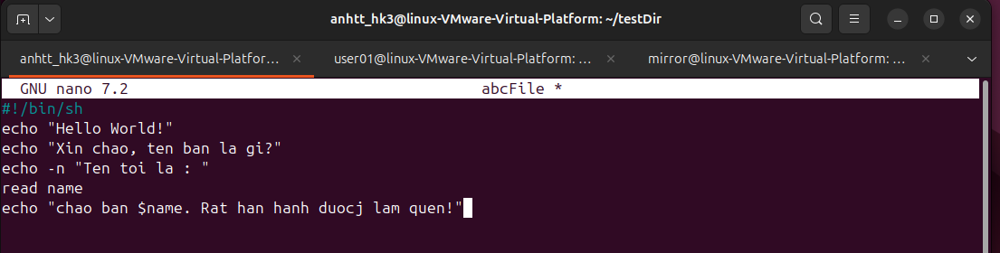 anhtt_hk3@linux-VMware-Virtual-Platform: ~/testDir
anhtt_hk3@linux-VMware-Virtual-Platfor... × user01@linux-VMware-Virtual-Platform: ... × mirror@linux-VMware-Virtual-Platform: ... ×
GNU nano 7.2 abcFile *
#!/bin/sh
echo "Hello World!"
echo "Xin chao, ten ban la gi?"
echo -n "Ten toi la : "
read name
echo "chao ban $name. Rat han hanh duocj lam quen!"